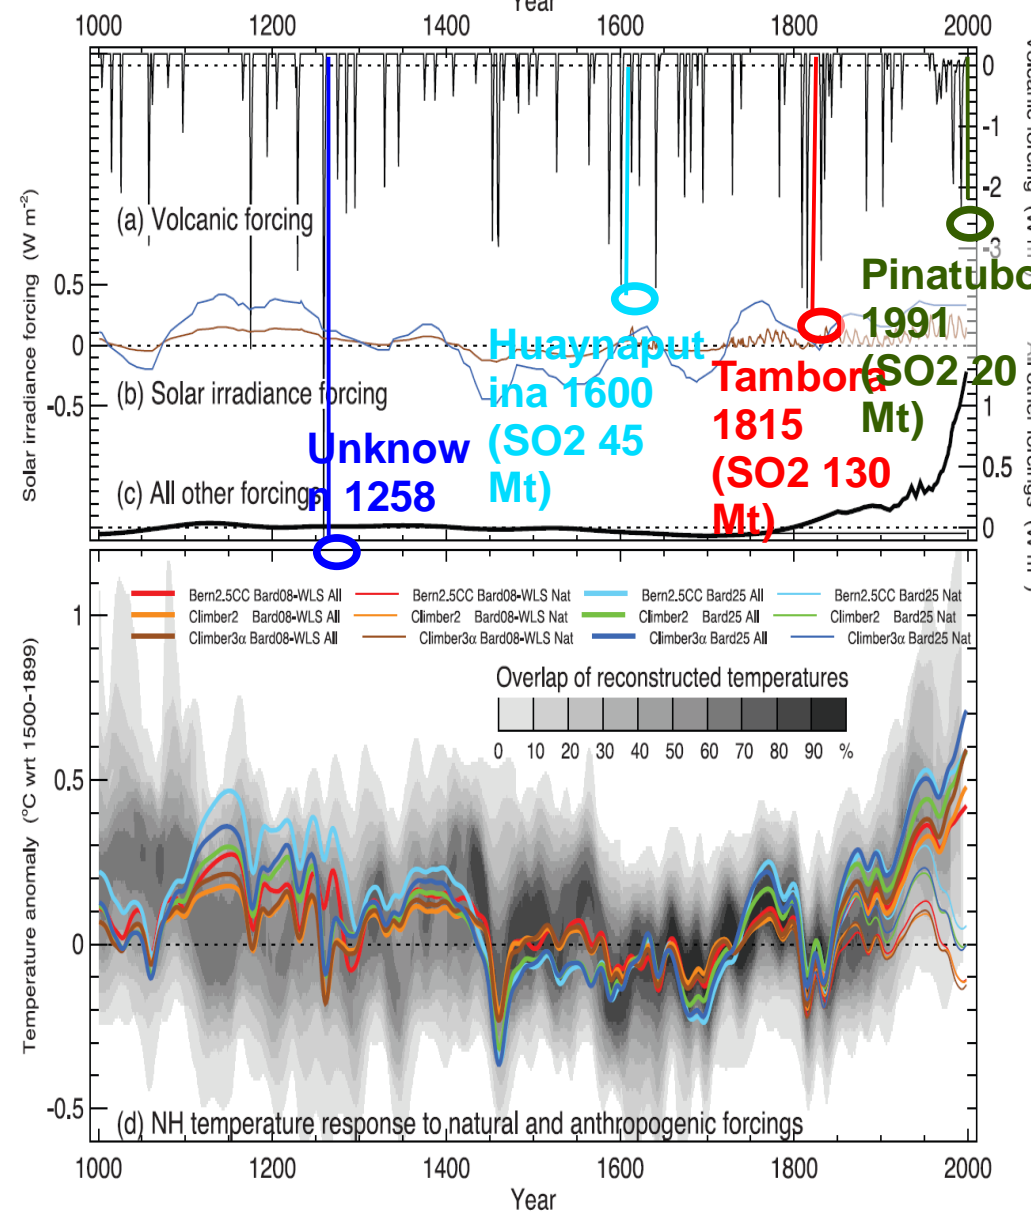 Year
1000 1200 1400 1600 1800 2000
0
-1
-2
-3
(a) Volcanic forcing
Solar irradiance forcing (W m-2)
0.5
0
-0.5
(b) Solar irradiance forcing
(c) All other forcings
1
0.5
0
Unknow
n 1258
Huaynaput
ina 1600
(SO2 45
Mt)
Tambora
1815
(SO2 130
Mt)
Pinatubo
1991
(SO2 20
Mt)
Bern2.5CC Bard08-WLS All Bern2.5CC Bard08-WLS Nat Bern2.5CC Bard25 All Bern2.5CC Bard25 Nat
Climber2 Bard08-WLS All Climber2 Bard08-WLS Nat Climber2 Bard25 All Climber2 Bard25 Nat
Climber3α Bard08-WLS All Climber3α Bard08-WLS Nat Climber3α Bard25 All Climber3α Bard25 Nat
Overlap of reconstructed temperatures
0 10 20 30 40 50 60 70 80 90 %
Temperature anomaly (°C wrt 1500-1899)
1
0.5
0
-0.5
(d) NH temperature response to natural and anthropogenic forcings
1000 1200 1400 1600 1800 2000
Year